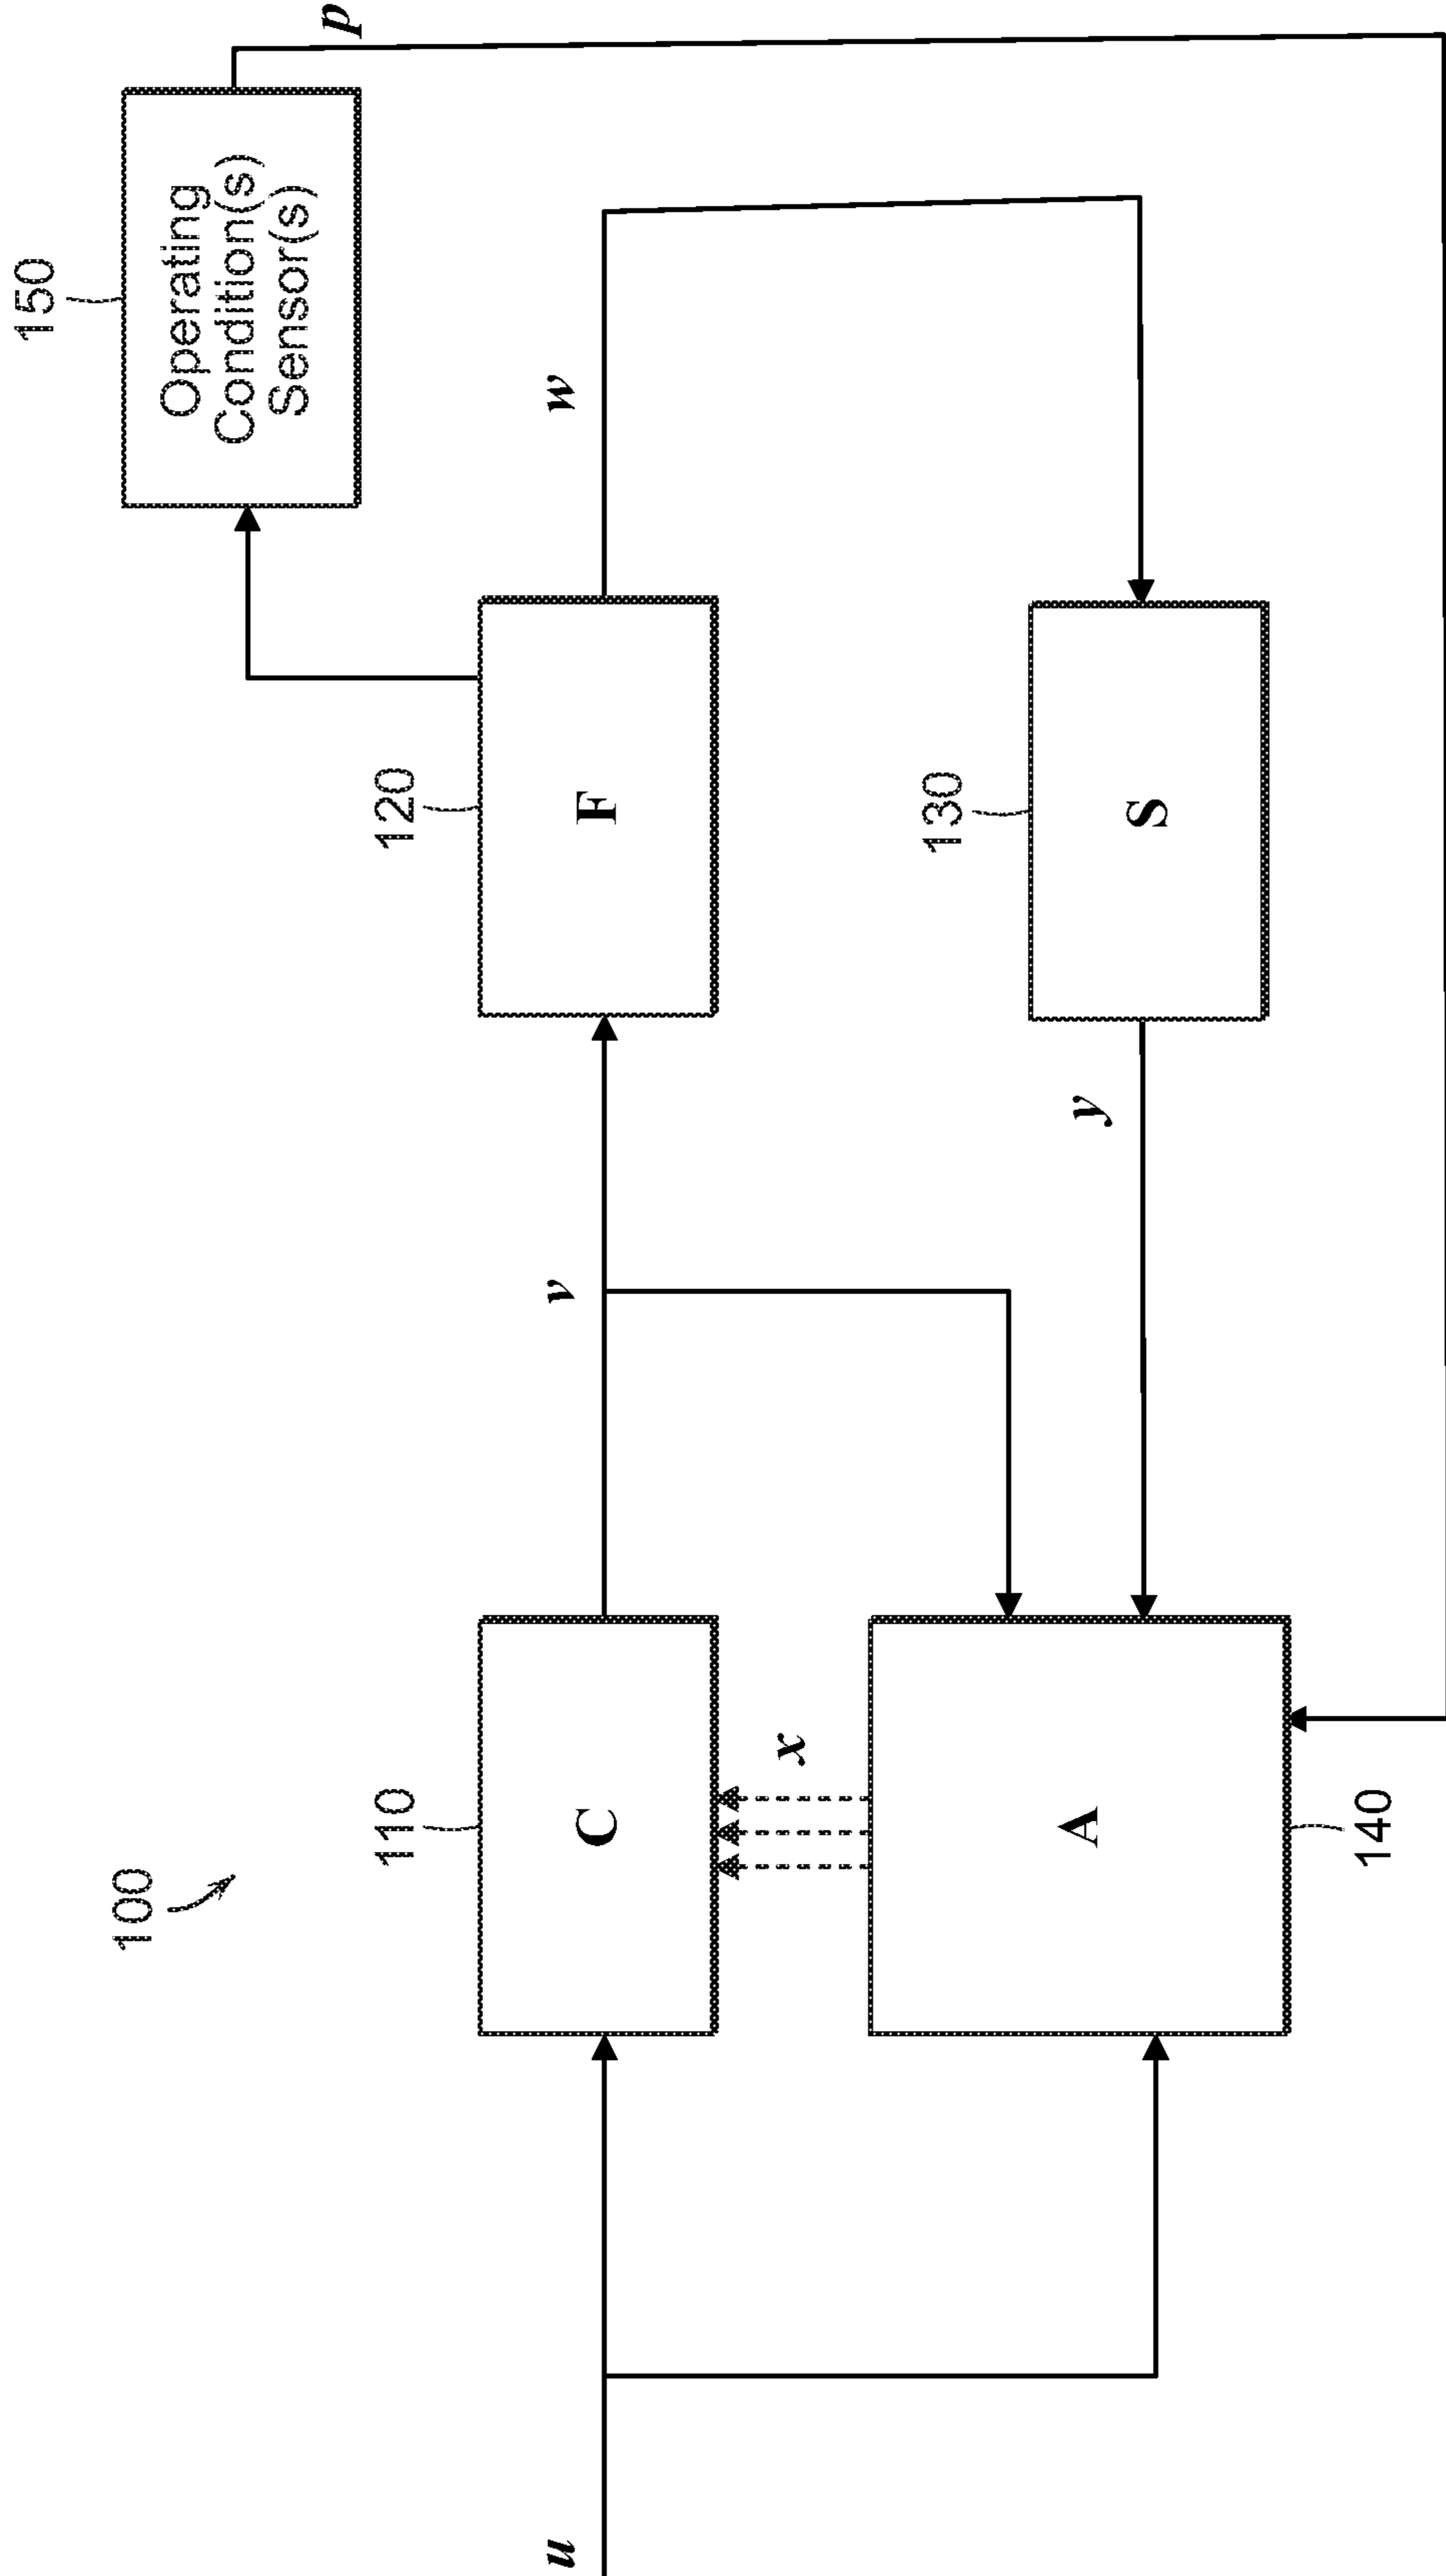 100
150
Operating
Condition(s)
Sensor(s)
p
110
120
u
C
v
F
w
x
130
A
y
S
140